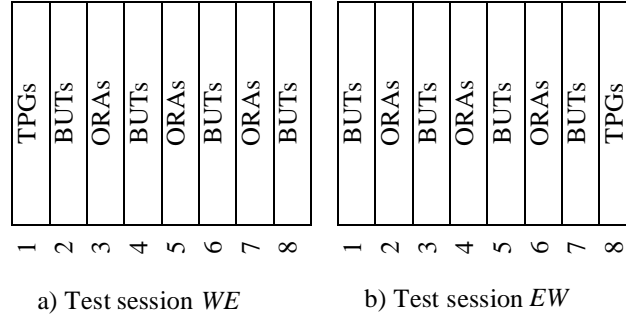 TPGs BUTs ORAs BUTs ORAs BUTs ORAs BUTs
1 2 3 4 5 6 7 8
a) Test session WE
BUTs ORAs BUTs ORAs BUTs ORAs BUTs TPGs
1 2 3 4 5 6 7 8
b) Test session EW